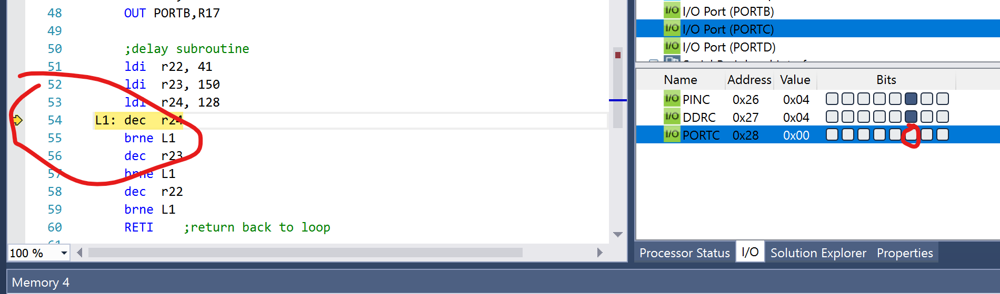 48 OUT PORTB,R17
49
50 ;delay subroutine
51 ldi r22, 41
52 ldi r23, 150
53 ldi r24, 128
54 L1: dec r24
55 brne L1
56 dec r23
57 brne L1
58 dec r22
59 brne L1
60 RETI ;return back to loop
61
100 %
I/O I/O Port (PORTB)
I/O I/O Port (PORTC)
I/O I/O Port (PORTD)
Name Address Value Bits
I/O PINC 0x26 0x04
I/O DDRC 0x27 0x04
I/O PORTC 0x28 0x00
Processor Status I/O Solution Explorer Properties
Memory 4